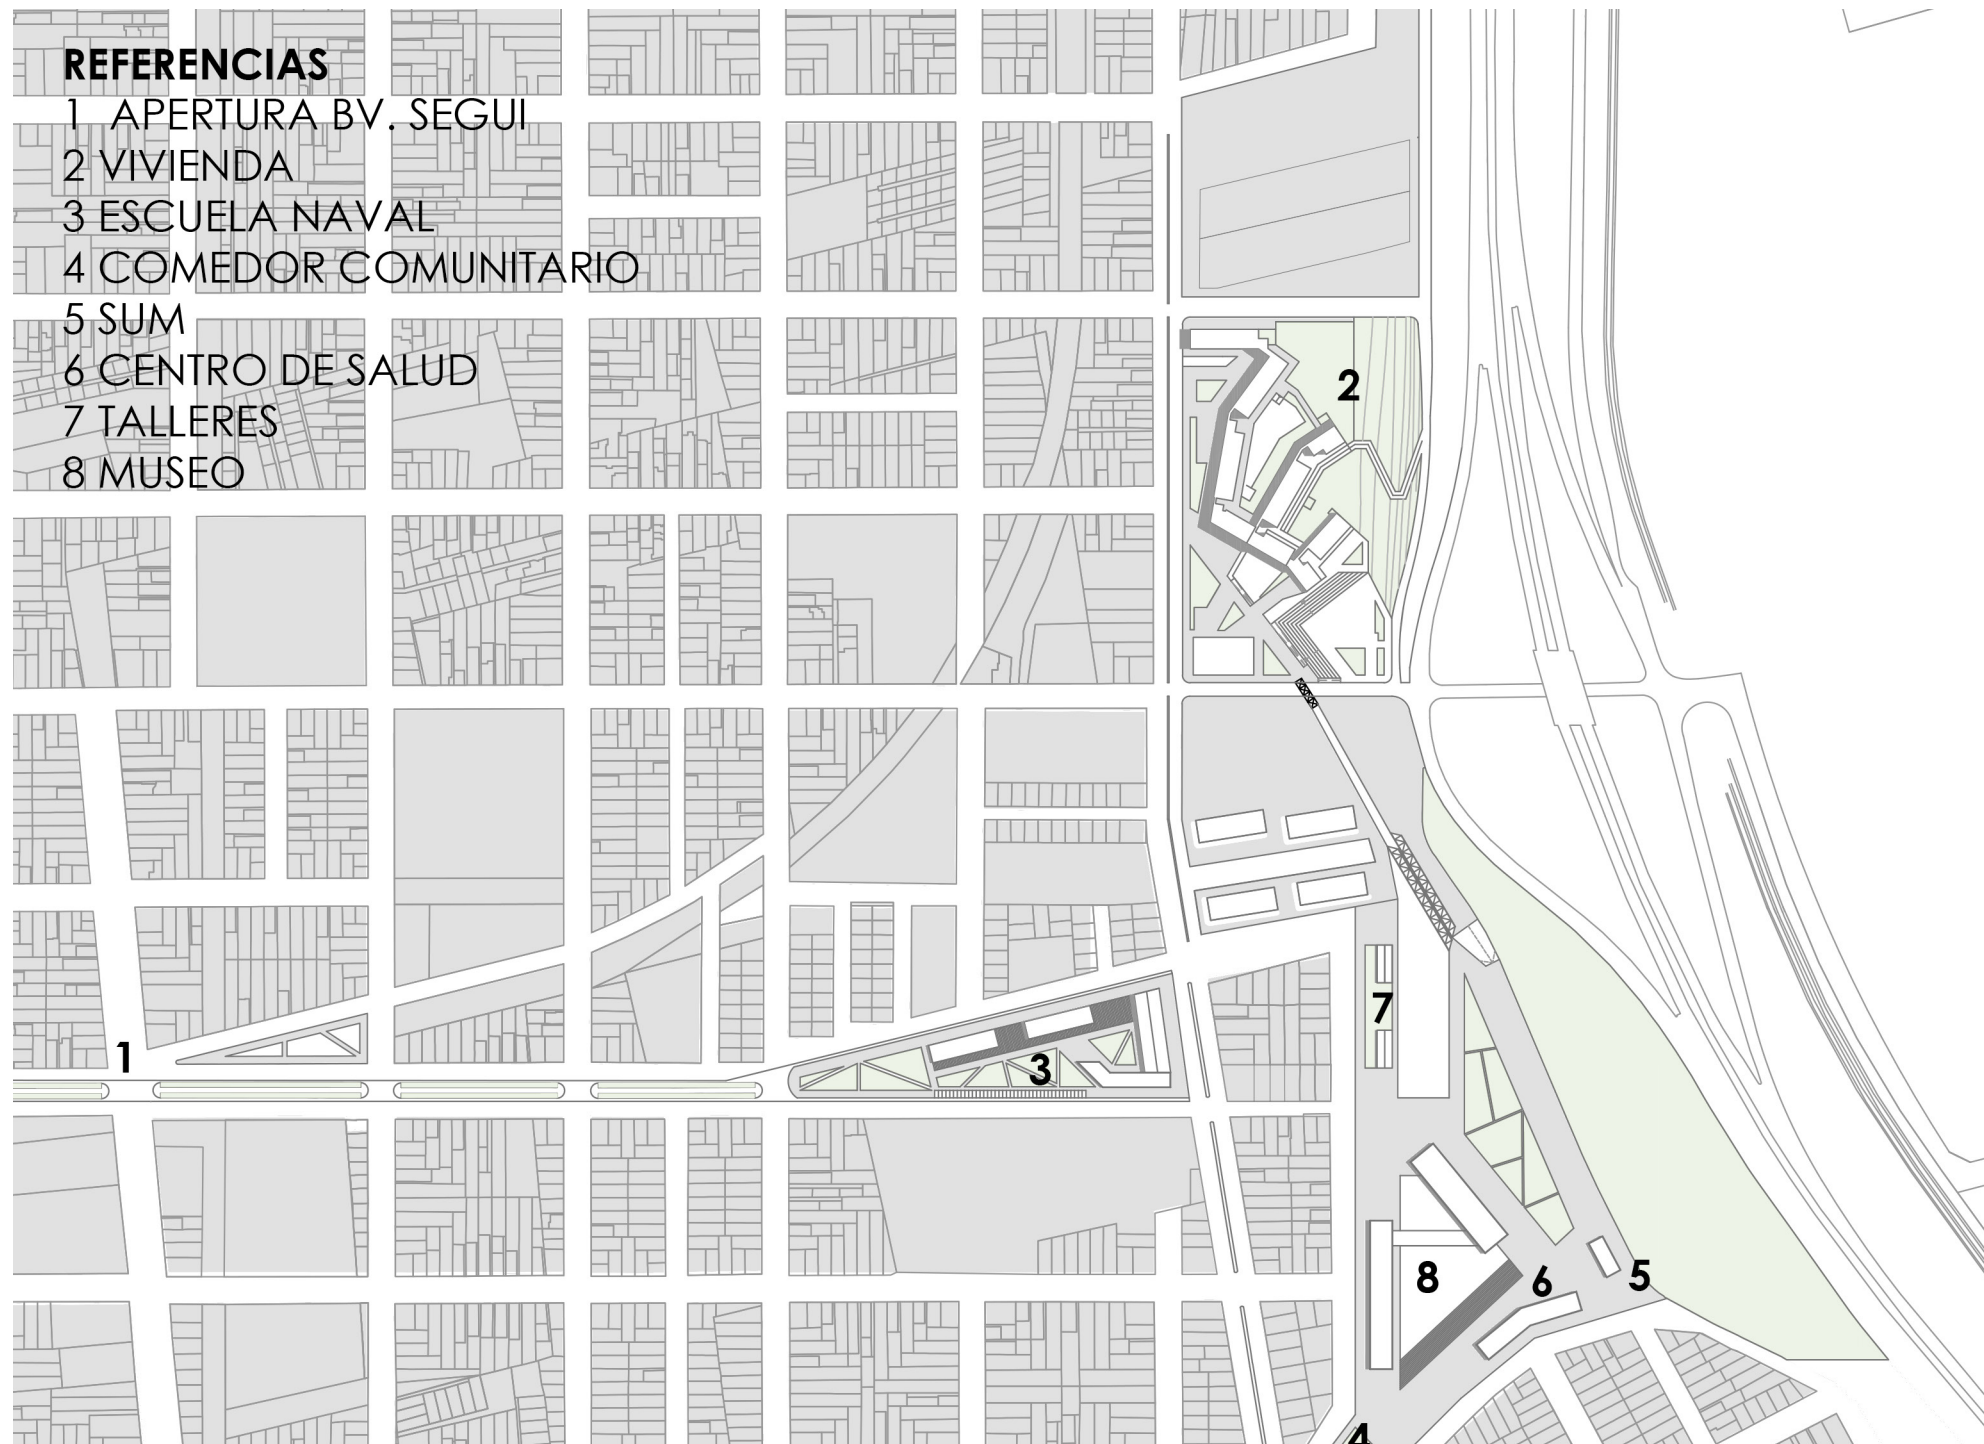 REFERENCIAS
1 APERTURA BV. SEGUI
2 VIVIENDA
3 ESCUELA NAVAL
4 COMEDOR COMUNITARIO
5 SUM
6 CENTRO DE SALUD
7 TALLERES
8 MUSEO
2
7
1
3
8
6
5
4